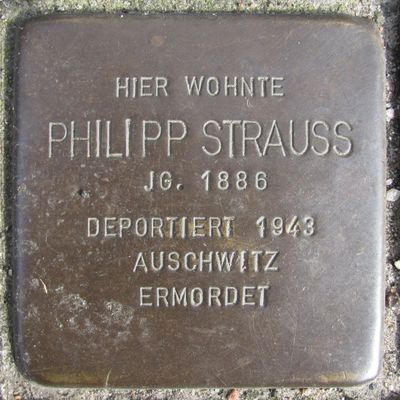 HIER WOHNTE
PHILIPP STRAUSS
JG. 1886
DEPORTIERT 1943
AUSCHWITZ
ERMORDET